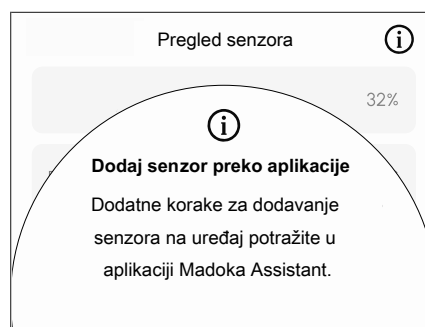 Pregled senzora
32%
Dodaj senzor preko aplikacije
Dodatne korake za dodavanje
senzora na uređaj potražite u
aplikaciji Madoka Assistant.